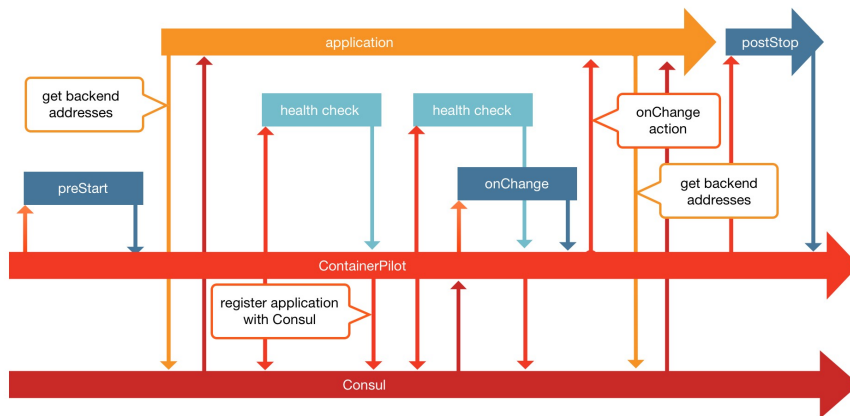 application
postStop
get backend
addresses
health check
health check
onChange
action
preStart
onChange
get backend
addresses
ContainerPilot
register application
with Consul
Consul